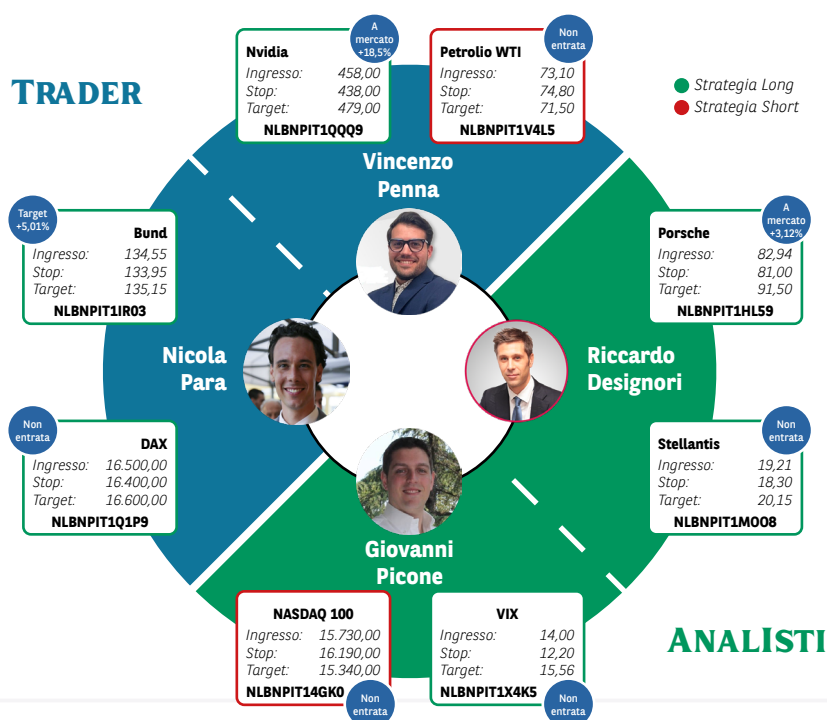 TRADER
Nvidia
Ingresso: 458,00
Stop: 438,00
Target: 479,00
NLBNPIT1QQQ9
A
mercato
+18,5%
Petrolio WTI
Ingresso: 73,10
Stop: 74,80
Target: 71,50
NLBNPIT1V4L5
Non
entrata
Strategia Long
Strategia Short
Vincenzo
Penna
Target
+5,01%
Bund
Ingresso: 134,55
Stop: 133,95
Target: 135,15
NLBNPIT1IR03
A
mercato
+3,12%
Porsche
Ingresso: 82,94
Stop: 81,00
Target: 91,50
NLBNPIT1HL59
Nicola
Para
Riccardo
Designori
Non
entrata
DAX
Ingresso: 16.500,00
Stop: 16.400,00
Target: 16.600,00
NLBNPIT1Q1P9
Non
entrata
Stellantis
Ingresso: 19,21
Stop: 18,30
Target: 20,15
NLBNPIT1MOO8
Giovanni
Picone
NASDAQ 100
Ingresso: 15.730,00
Stop: 16.190,00
Target: 15.340,00
NLBNPIT14GK0
Non
entrata
VIX
Ingresso: 14,00
Stop: 12,20
Target: 15,56
NLBNPIT1X4K5
Non
entrata
ANALISTI